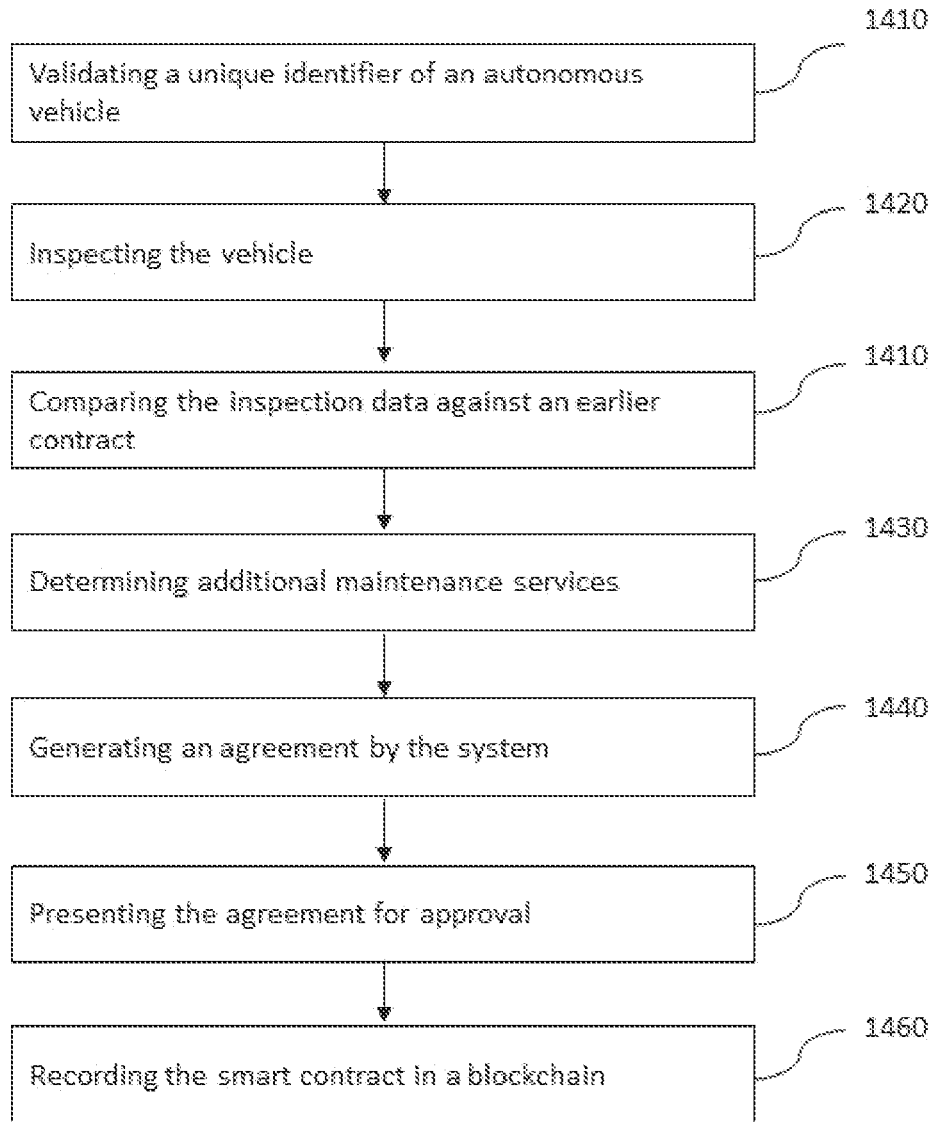 1410
Validating a unique identifier of an autonomous
vehicle
1420
Inspecting the vehicle
1410
Comparing the inspection data against an earlier
contract
1430
Determining additional maintenance services
1440
Generating an agreement by the system
1450
Presenting the agreement for approval
1460
Recording the smart contract in a blockchain